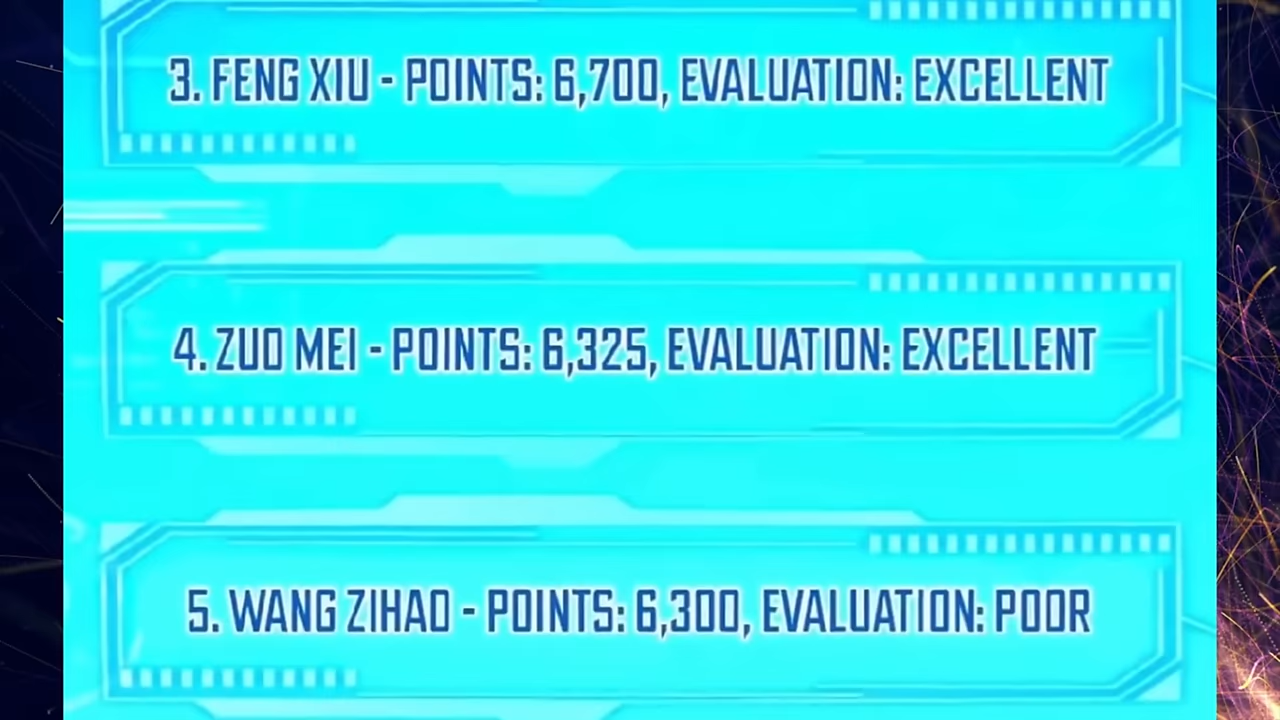 3. FENG XIU - POINTS: 6,700, EVALUATION: EXCELLENT
4. ZUO MEI - POINTS: 6,325, EVALUATION: EXCELLENT
5. WANG ZIHAO - POINTS: 6,300, EVALUATION: POOR